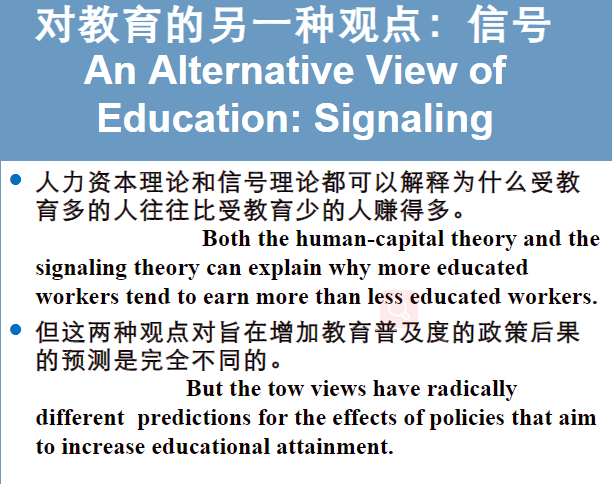 对教育的另一种观点：信号
An Alternative View of
Education: Signaling
人力资本理论和信号理论都可以解释为什么受教
育多的人往往比受教育少的人赚得多。
Both the human-capital theory and the
signaling theory can explain why more educated
workers tend to earn more than less educated workers.
但这两种观点对旨在增加教育普及度的政策后果
的预测是完全不同的。
But the tow views have radically
different predictions for the effects of policies that aim
to increase educational attainment.